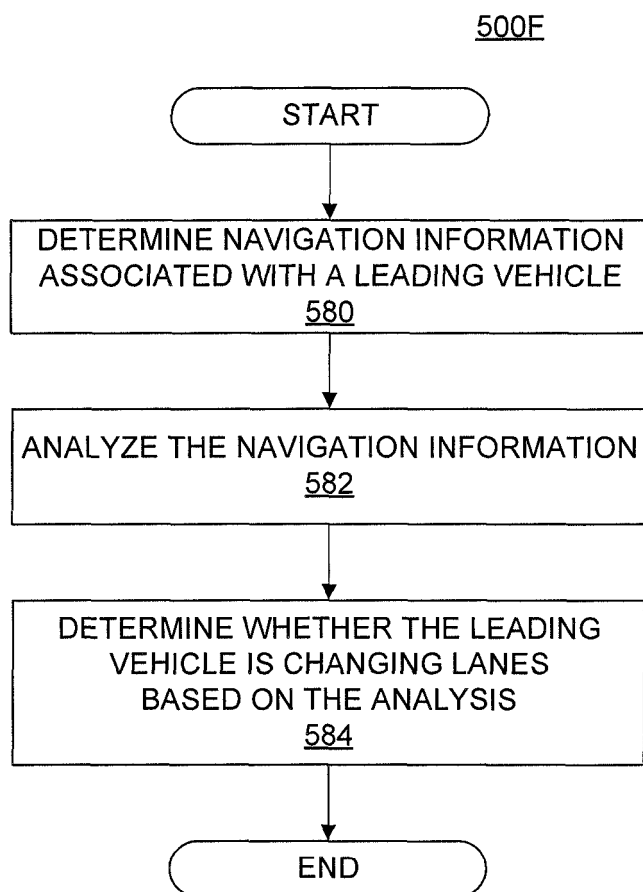 500F
START
DETERMINE NAVIGATION INFORMATION
ASSOCIATED WITH A LEADING VEHICLE
580
ANALYZE THE NAVIGATION INFORMATION
582
DETERMINE WHETHER THE LEADING
VEHICLE IS CHANGING LANES
BASED ON THE ANALYSIS
584
END